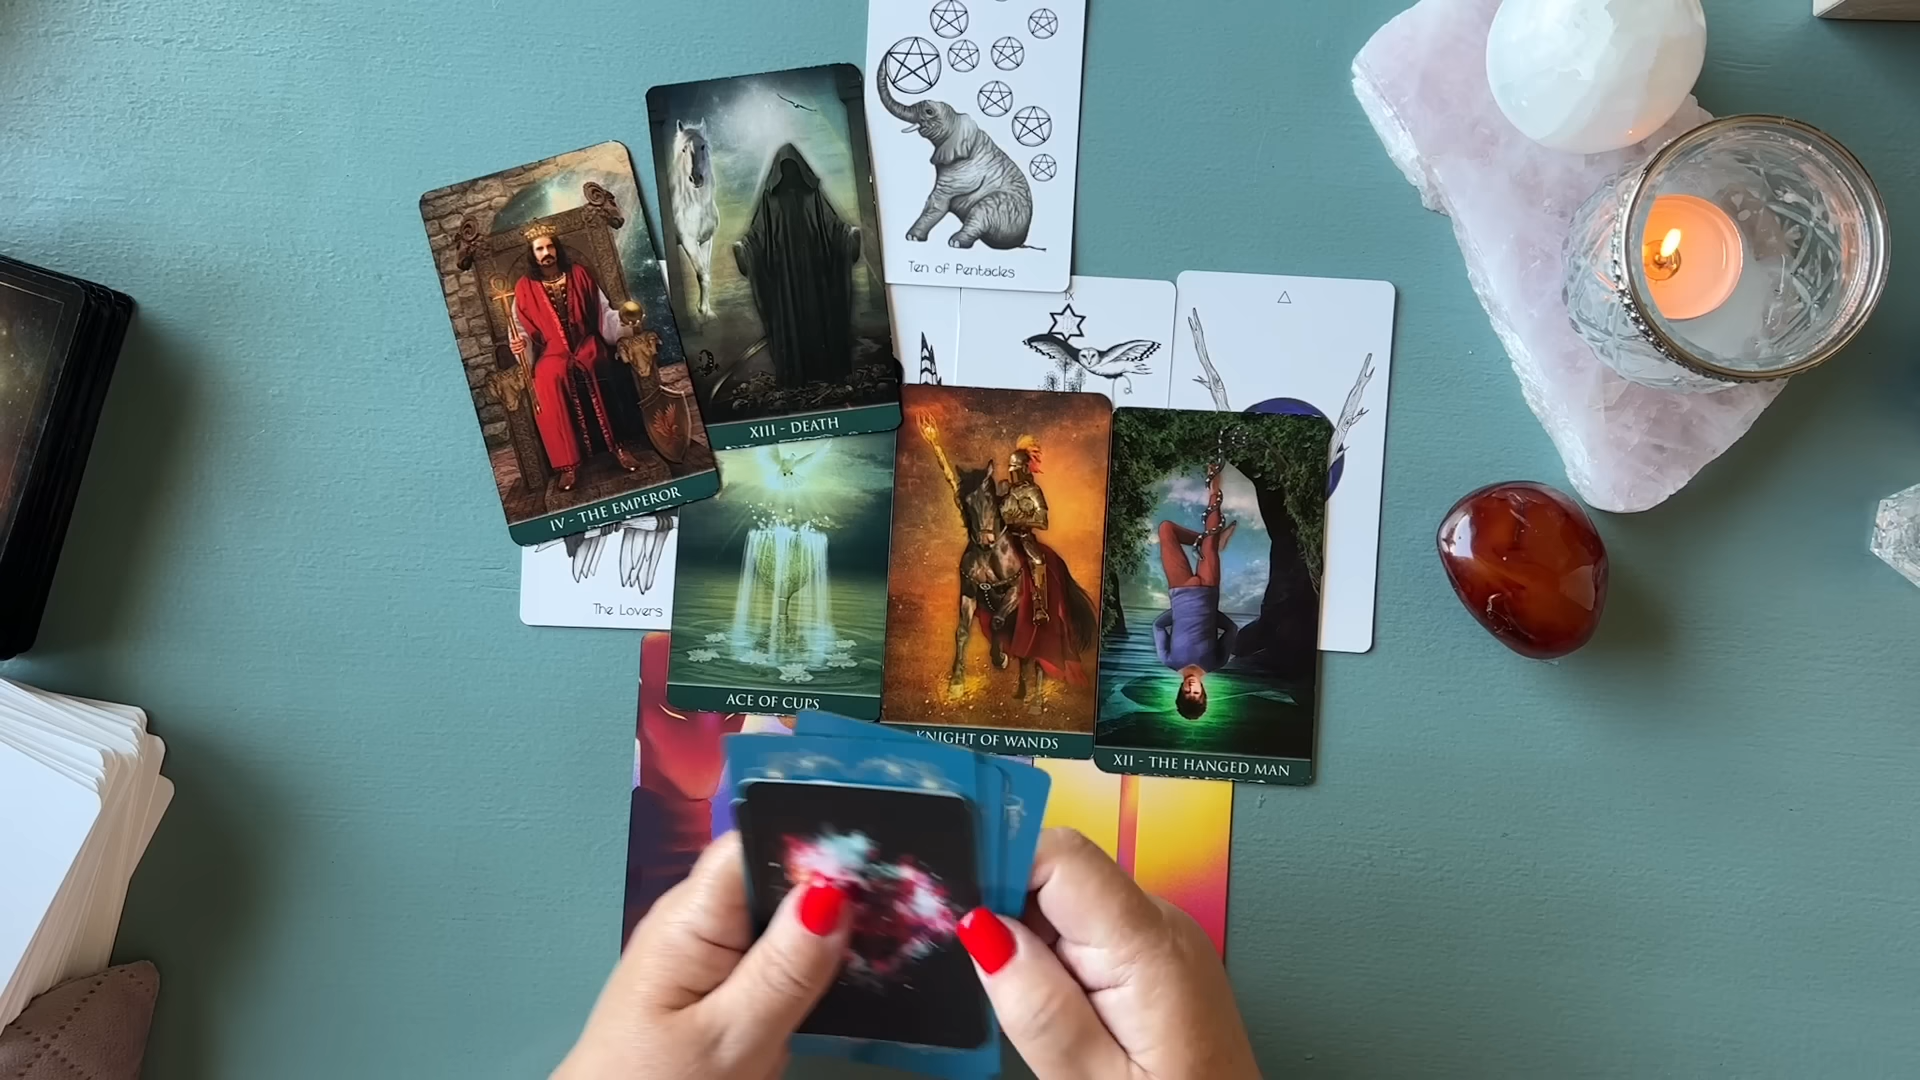 Ten of Pentacles
IX
XIII - DEATH
IV - THE EMPEROR
The Lovers
ACE OF CUPS
KNIGHT OF WANDS
XII - THE HANGED MAN